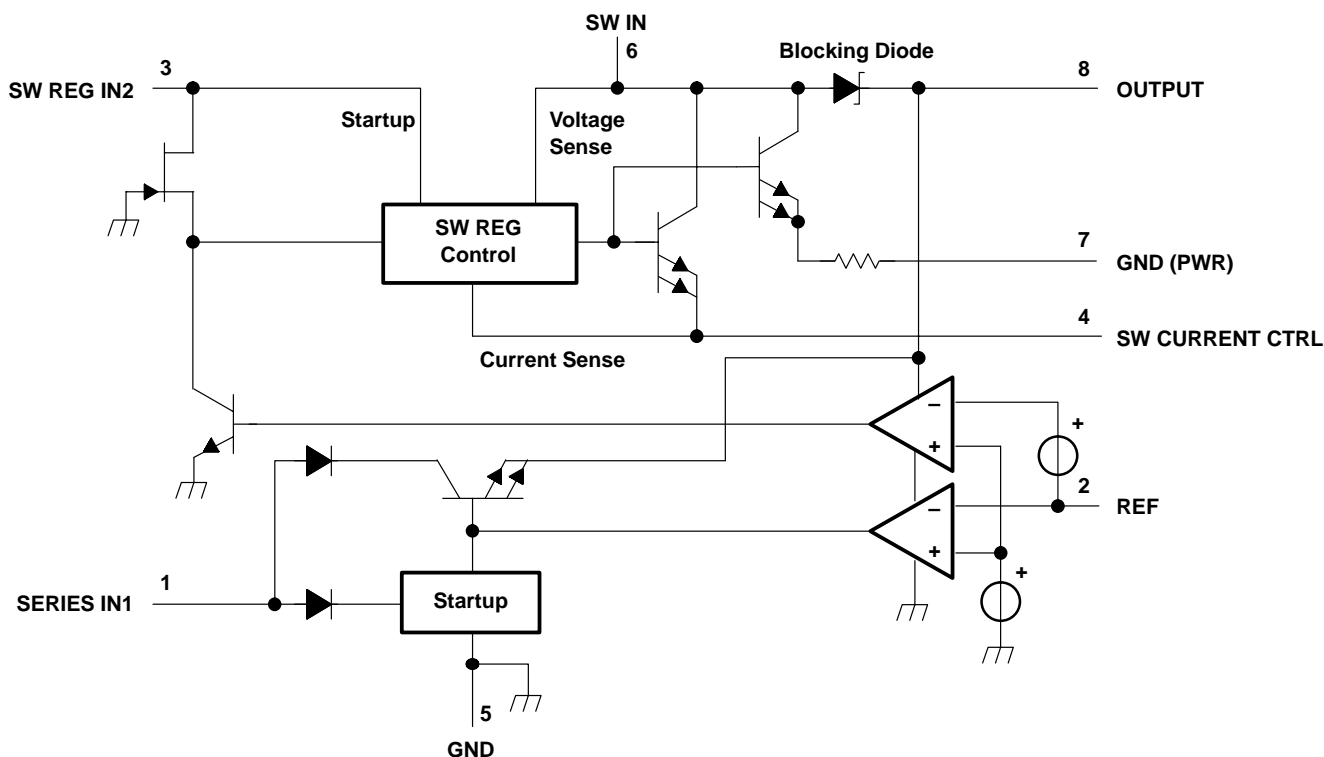 SW IN
6
Blocking Diode
3
8
SW REG IN2
OUTPUT
Startup
Voltage
Sense
SW REG
Control
7
GND (PWR)
4
SW CURRENT CTRL
Current Sense
–
+
+
2
REF
–
+
+
1
SERIES IN1
Startup
5
GND